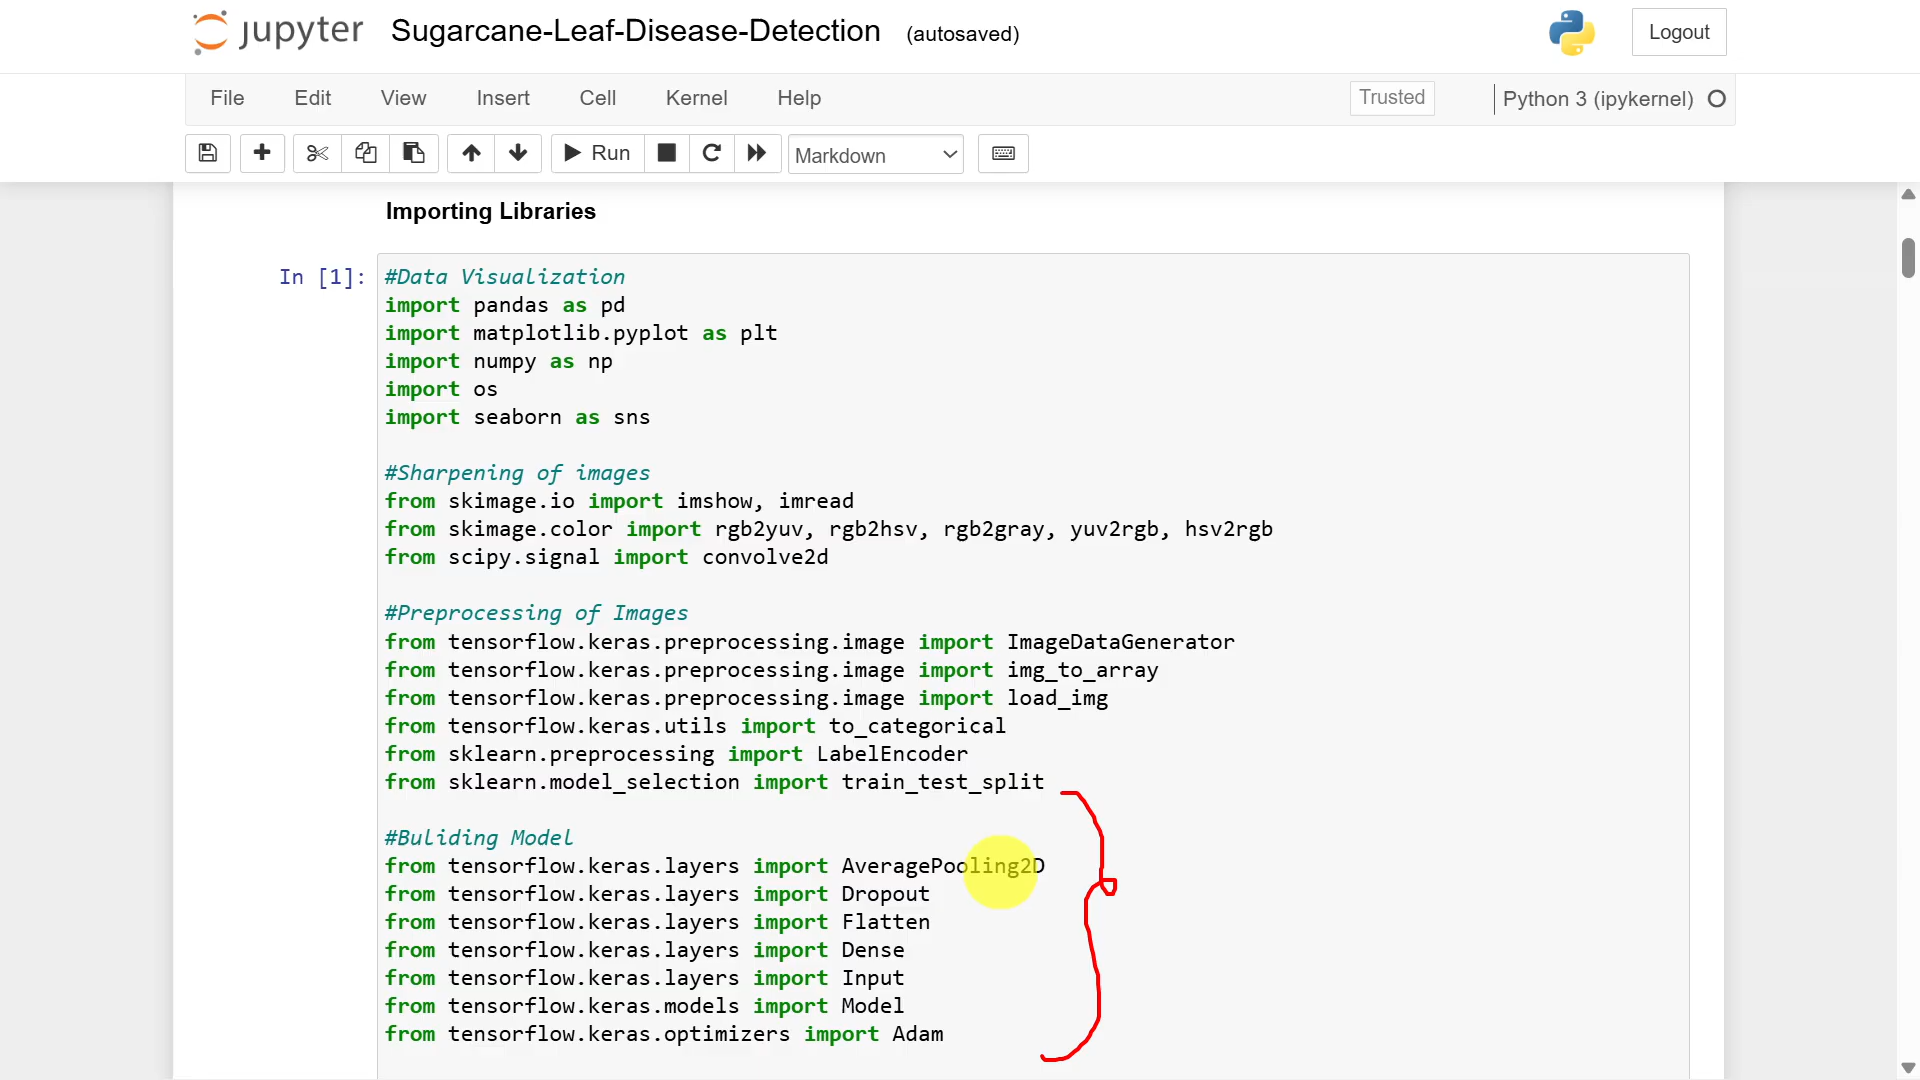 jupyter Sugarcane-Leaf-Disease-Detection (autosaved) Logout
File Edit View Insert Cell Kernel Help Trusted Python 3 (ipykernel)
Run Markdown
Importing Libraries
In [1]:
#Data Visualization
import pandas as pd
import matplotlib.pyplot as plt
import numpy as np
import os
import seaborn as sns
#Sharpening of images
from skimage.io import imshow, imread
from skimage.color import rgb2yuv, rgb2hsv, rgb2gray, yuv2rgb, hsv2rgb
from scipy.signal import convolve2d
#Preprocessing of Images
from tensorflow.keras.preprocessing.image import ImageDataGenerator
from tensorflow.keras.preprocessing.image import img_to_array
from tensorflow.keras.preprocessing.image import load_img
from tensorflow.keras.utils import to_categorical
from sklearn.preprocessing import LabelEncoder
from sklearn.model_selection import train_test_split
#Buliding Model
from tensorflow.keras.layers import AveragePooling2D
from tensorflow.keras.layers import Dropout
from tensorflow.keras.layers import Flatten
from tensorflow.keras.layers import Dense
from tensorflow.keras.layers import Input
from tensorflow.keras.models import Model
from tensorflow.keras.optimizers import Adam